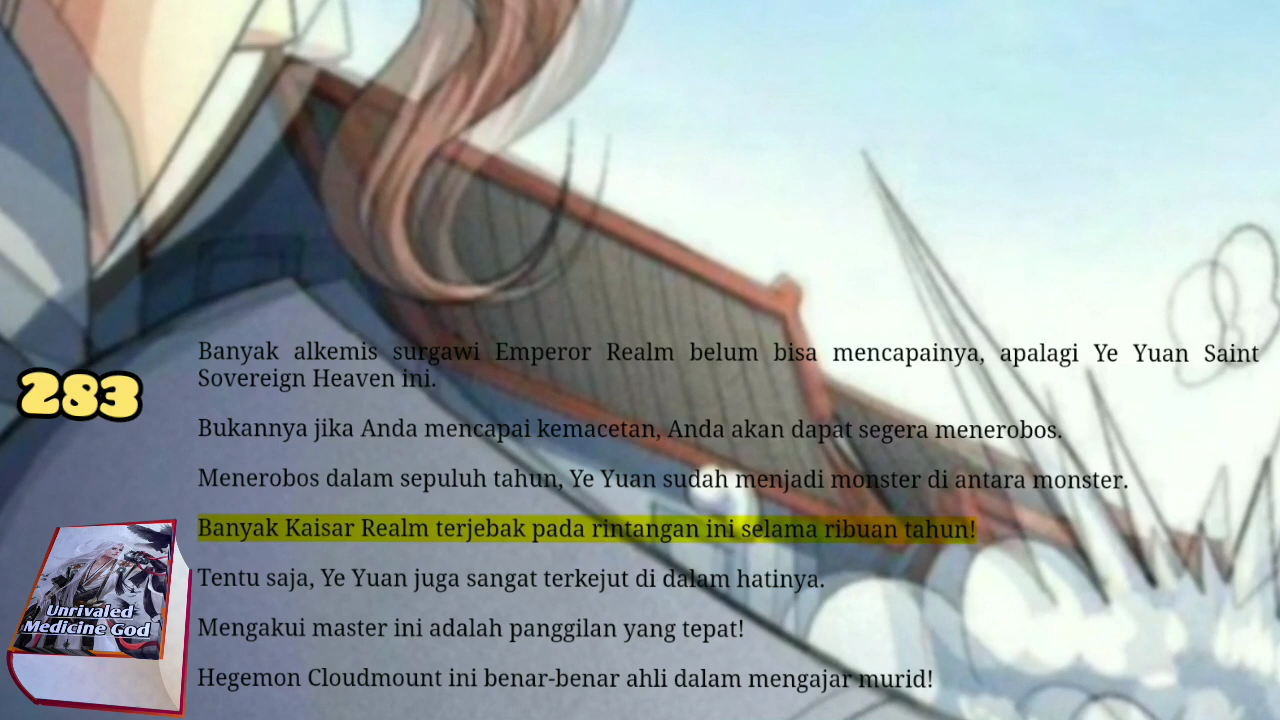 Banyak alkemis surgawi Emperor Realm belum bisa mencapainya, apalagi Ye Yuan Saint
Sovereign Heaven ini.
283
Bukannya jika Anda mencapai kemacetan, Anda akan dapat segera menerobos.
Menerobos dalam sepuluh tahun, Ye Yuan sudah menjadi monster di antara monster.
Banyak Kaisar Realm terjebak pada rintangan ini selama ribuan tahun!
Tentu saja, Ye Yuan juga sangat terkejut di dalam hatinya.
Unrivaled
Medicine God
Mengakui master ini adalah panggilan yang tepat!
Hegemon Cloudmount ini benar-benar ahli dalam mengajar murid!